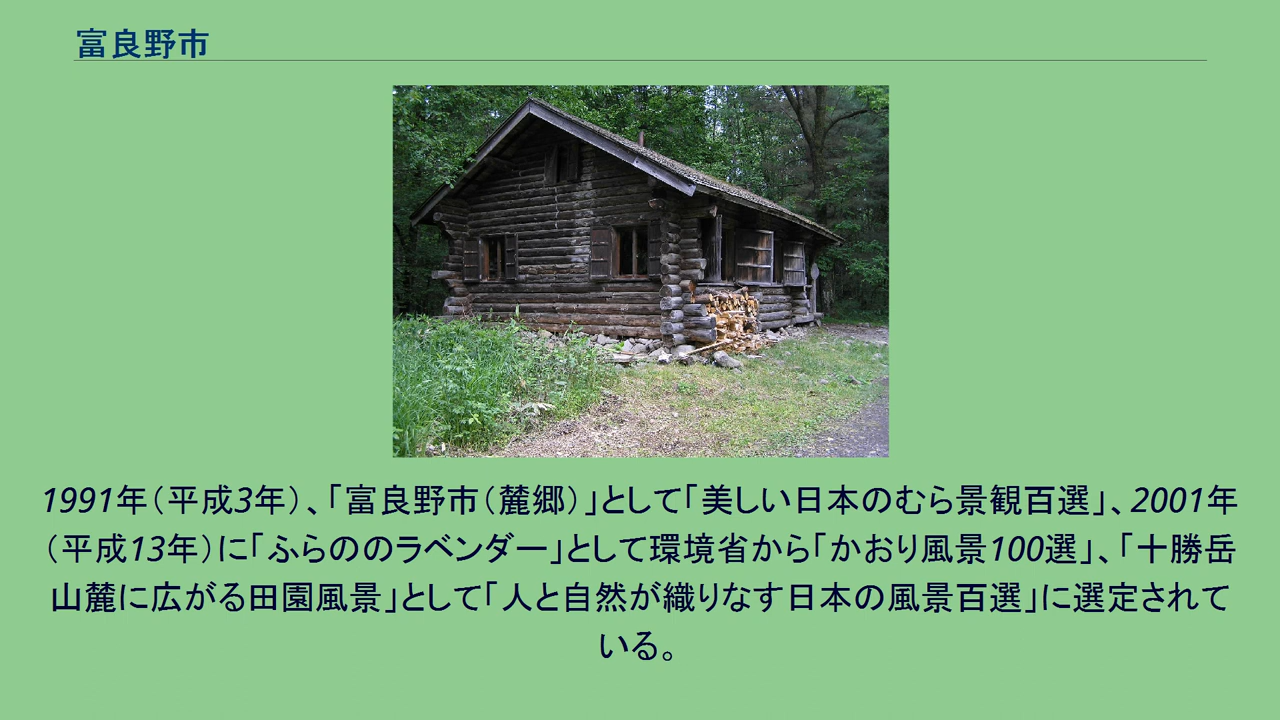 富良野市
1991年（平成3年）、「富良野市（麓郷）」として「美しい日本のむら景観百選」、2001年
（平成13年）に「ふらののラベンダー」として環境省から「かおり風景100選」、「十勝岳
山麓に広がる田園風景」として「人と自然が織りなす日本の風景百選」に選定されて
いる。